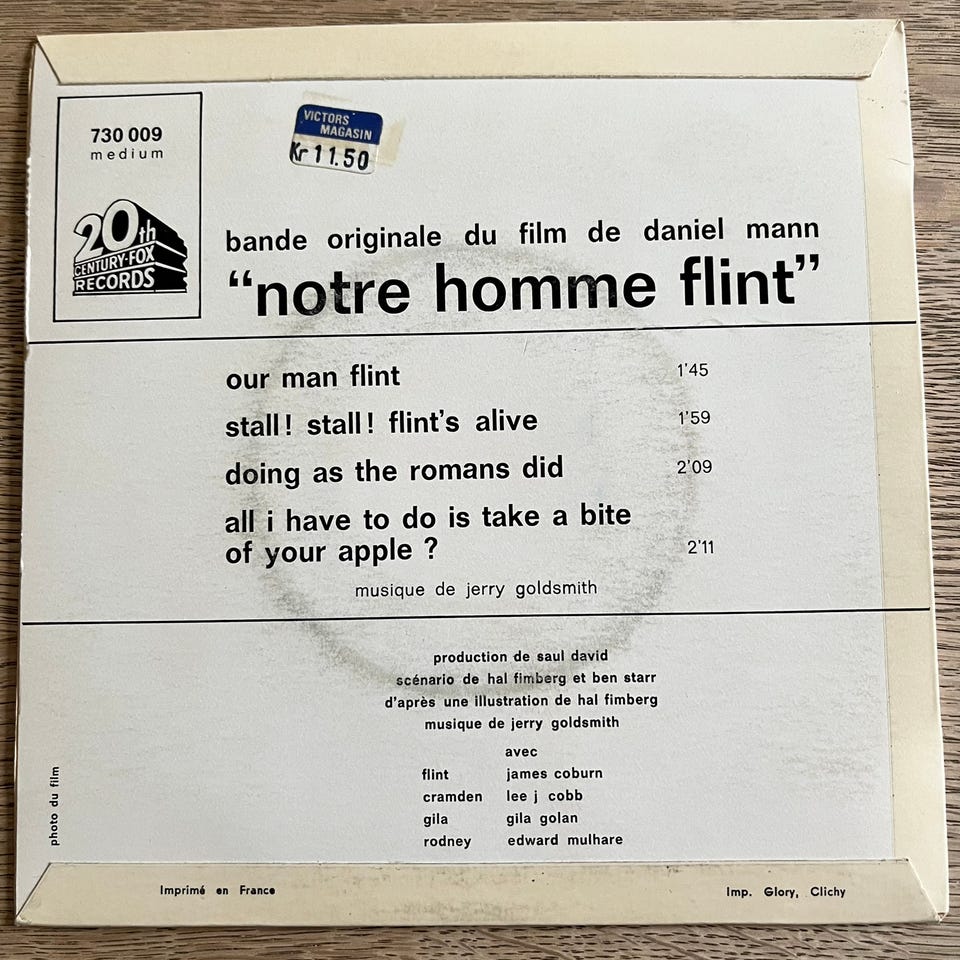 730 009
medium
20th
CENTURY-FOX
RECORDS
VICTORS
MAGASIN
Kr 11.50
bande originale du film de daniel mann
“notre homme flint”
our man flint 1'45
stall! stall! flint's alive 1'59
doing as the romans did 2'09
all i have to do is take a bite
of your apple ? 2'11
musique de jerry goldsmith
production de saul david
scénario de hal fimberg et ben starr
d'après une illustration de hal fimberg
musique de jerry goldsmith
avec
flint james coburn
cramden lee j cobb
gila gila golan
rodney edward mulhare
photo du film
Imprimé en France
Imp. Glory, Clichy